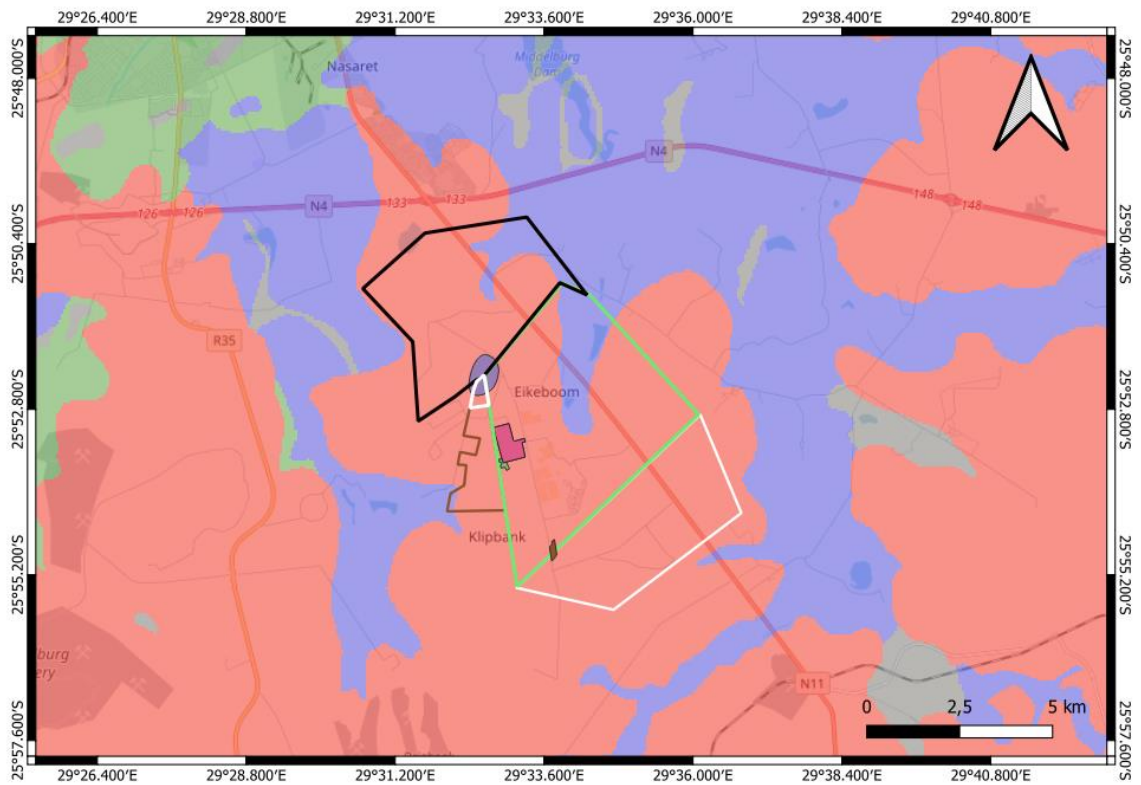 29°26.400'E 29°28.800'E 29°31.200'E 29°33.600'E 29°36.000'E 29°38.400'E 29°40.800'E
25°48.000'S 25°48.000'S
Nasaret
Middelburg
Dam
N4
N4
126 126 133 133 148 148
25°50.400'S 25°50.400'S
R35
Eikeboom
25°52.800'S 25°52.800'S
Klipbank
25°55.200'S 25°55.200'S
burg
ery
N11
0 2,5 5 km
25°57.600'S 25°57.600'S
29°26.400'E 29°28.800'E 29°31.200'E 29°33.600'E 29°36.000'E 29°38.400'E 29°40.800'E